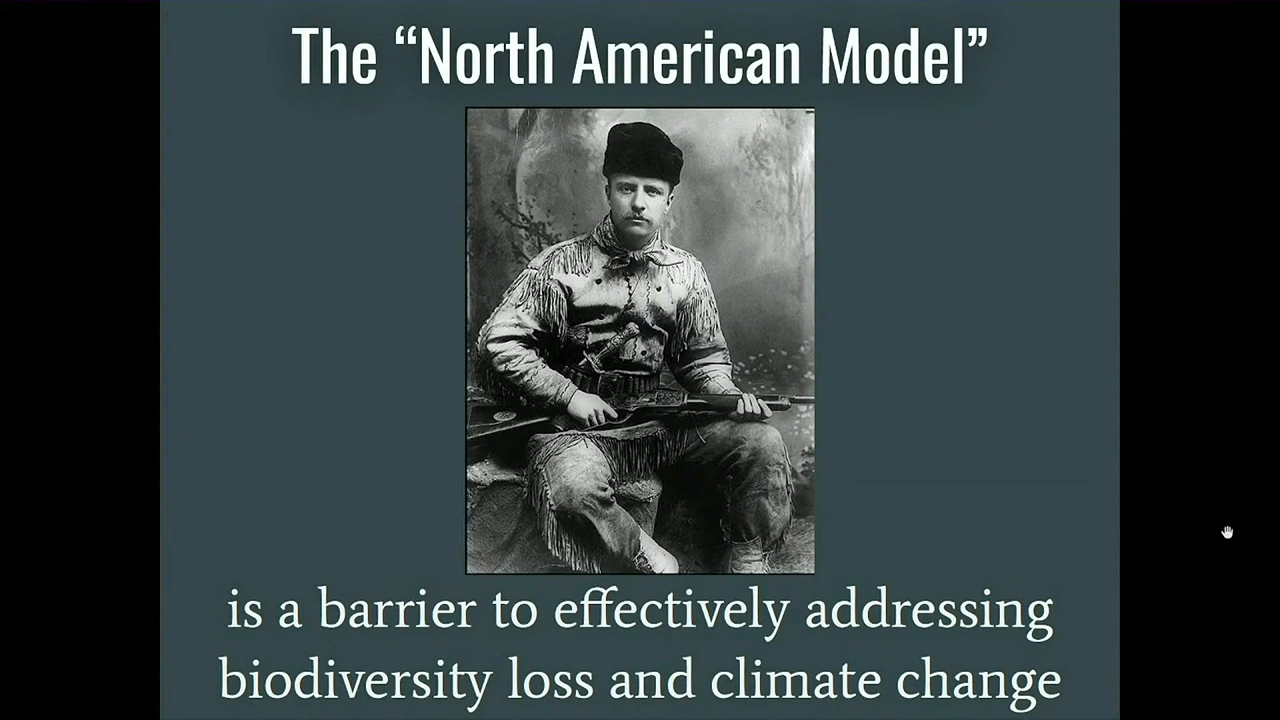 The “North American Model”
is a barrier to effectively addressing
biodiversity loss and climate change